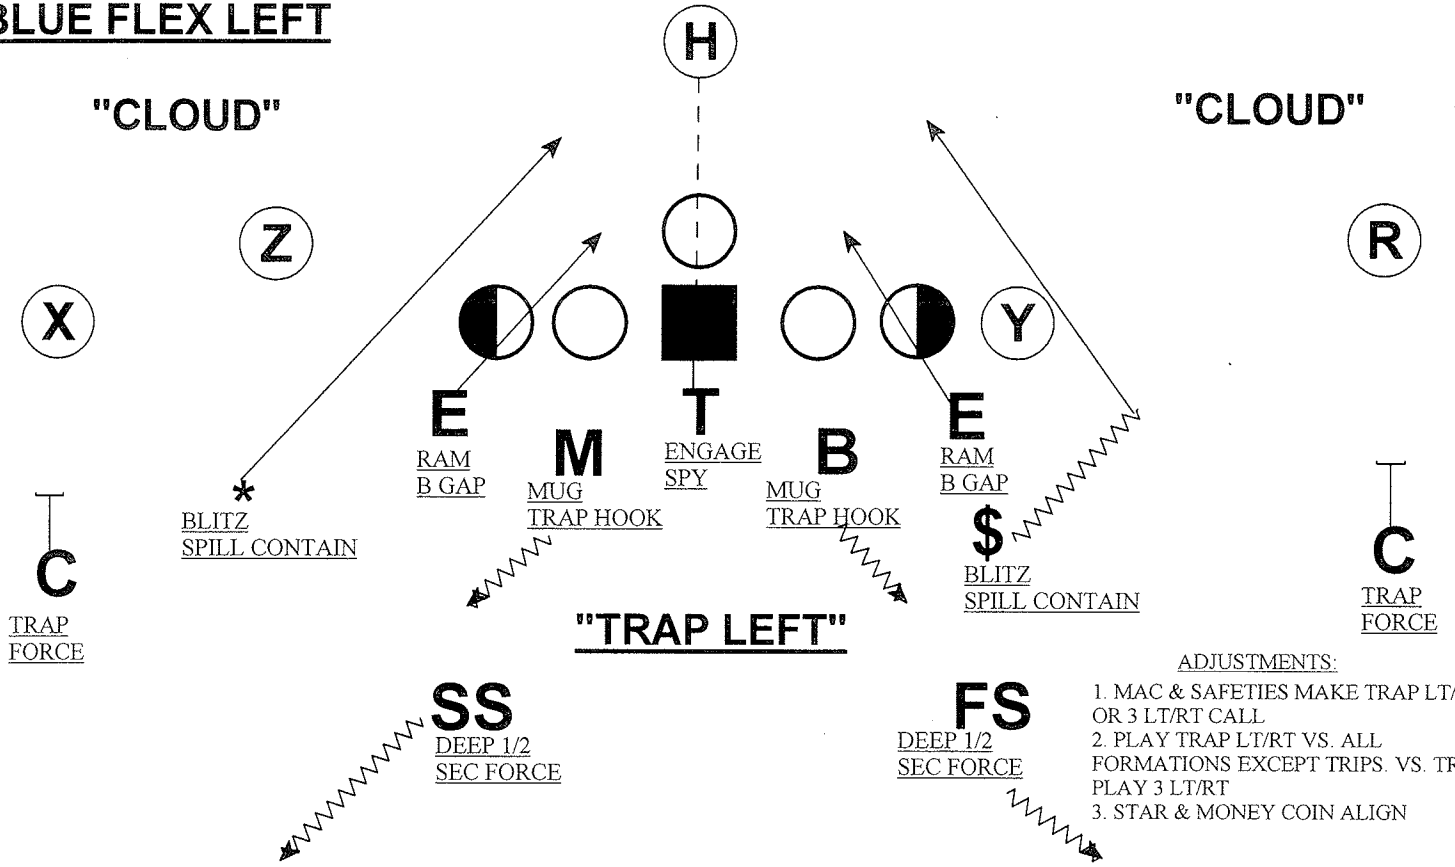 BLUE FLEX LEFT
H
"CLOUD"
"CLOUD"
Z
R
X
Y
E
T
E
M
B
RAM
B GAP
ENGAGE
SPY
RAM
B GAP
MUG
TRAP HOOK
MUG
TRAP HOOK
*
BLITZ
SPILL CONTAIN
$
BLITZ
SPILL CONTAIN
C
TRAP
FORCE
C
TRAP
FORCE
"TRAP LEFT"
SS
DEEP 1/2
SEC FORCE
FS
DEEP 1/2
SEC FORCE
ADJUSTMENTS:
1. MAC & SAFETIES MAKE TRAP LT/
OR 3 LT/RT CALL
2. PLAY TRAP LT/RT VS. ALL
FORMATIONS EXCEPT TRIPS. VS. TR
PLAY 3 LT/RT
3. STAR & MONEY COIN ALIGN